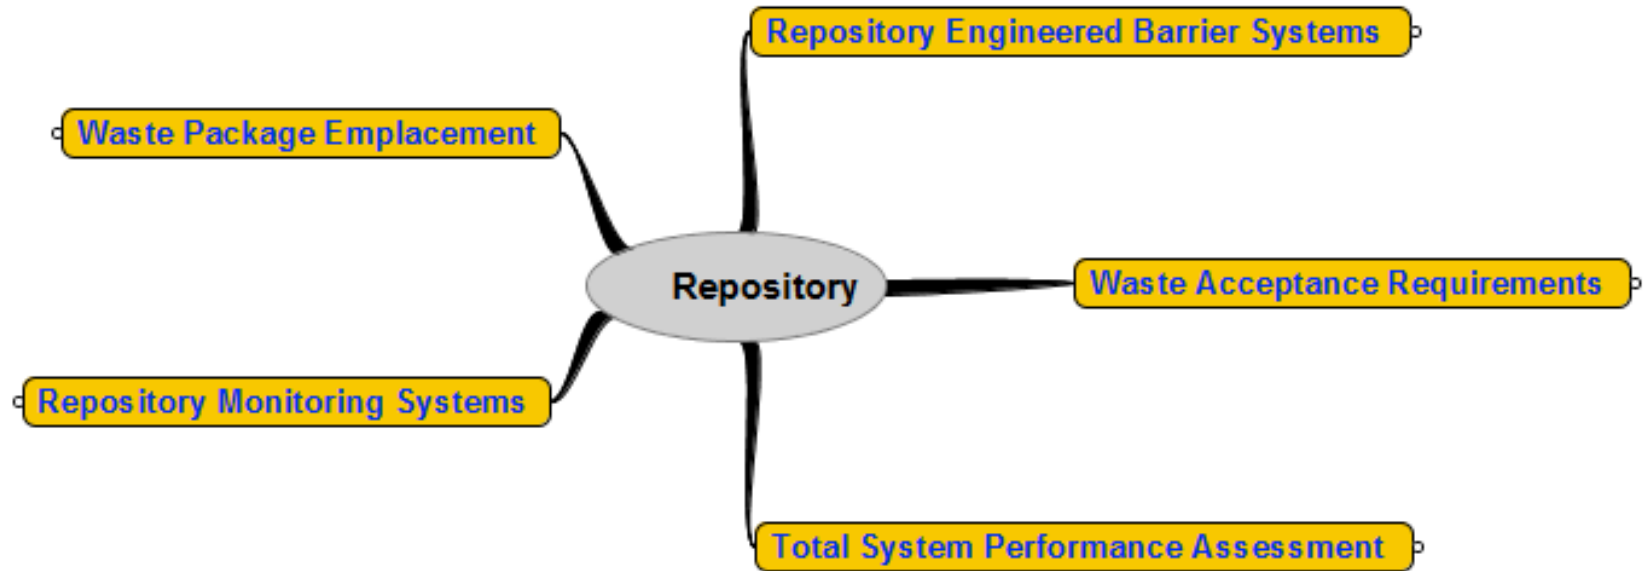 Repository Engineered Barrier Systems
Waste Package Emplacement
Repository
Waste Acceptance Requirements
Repository Monitoring Systems
Total System Performance Assessment